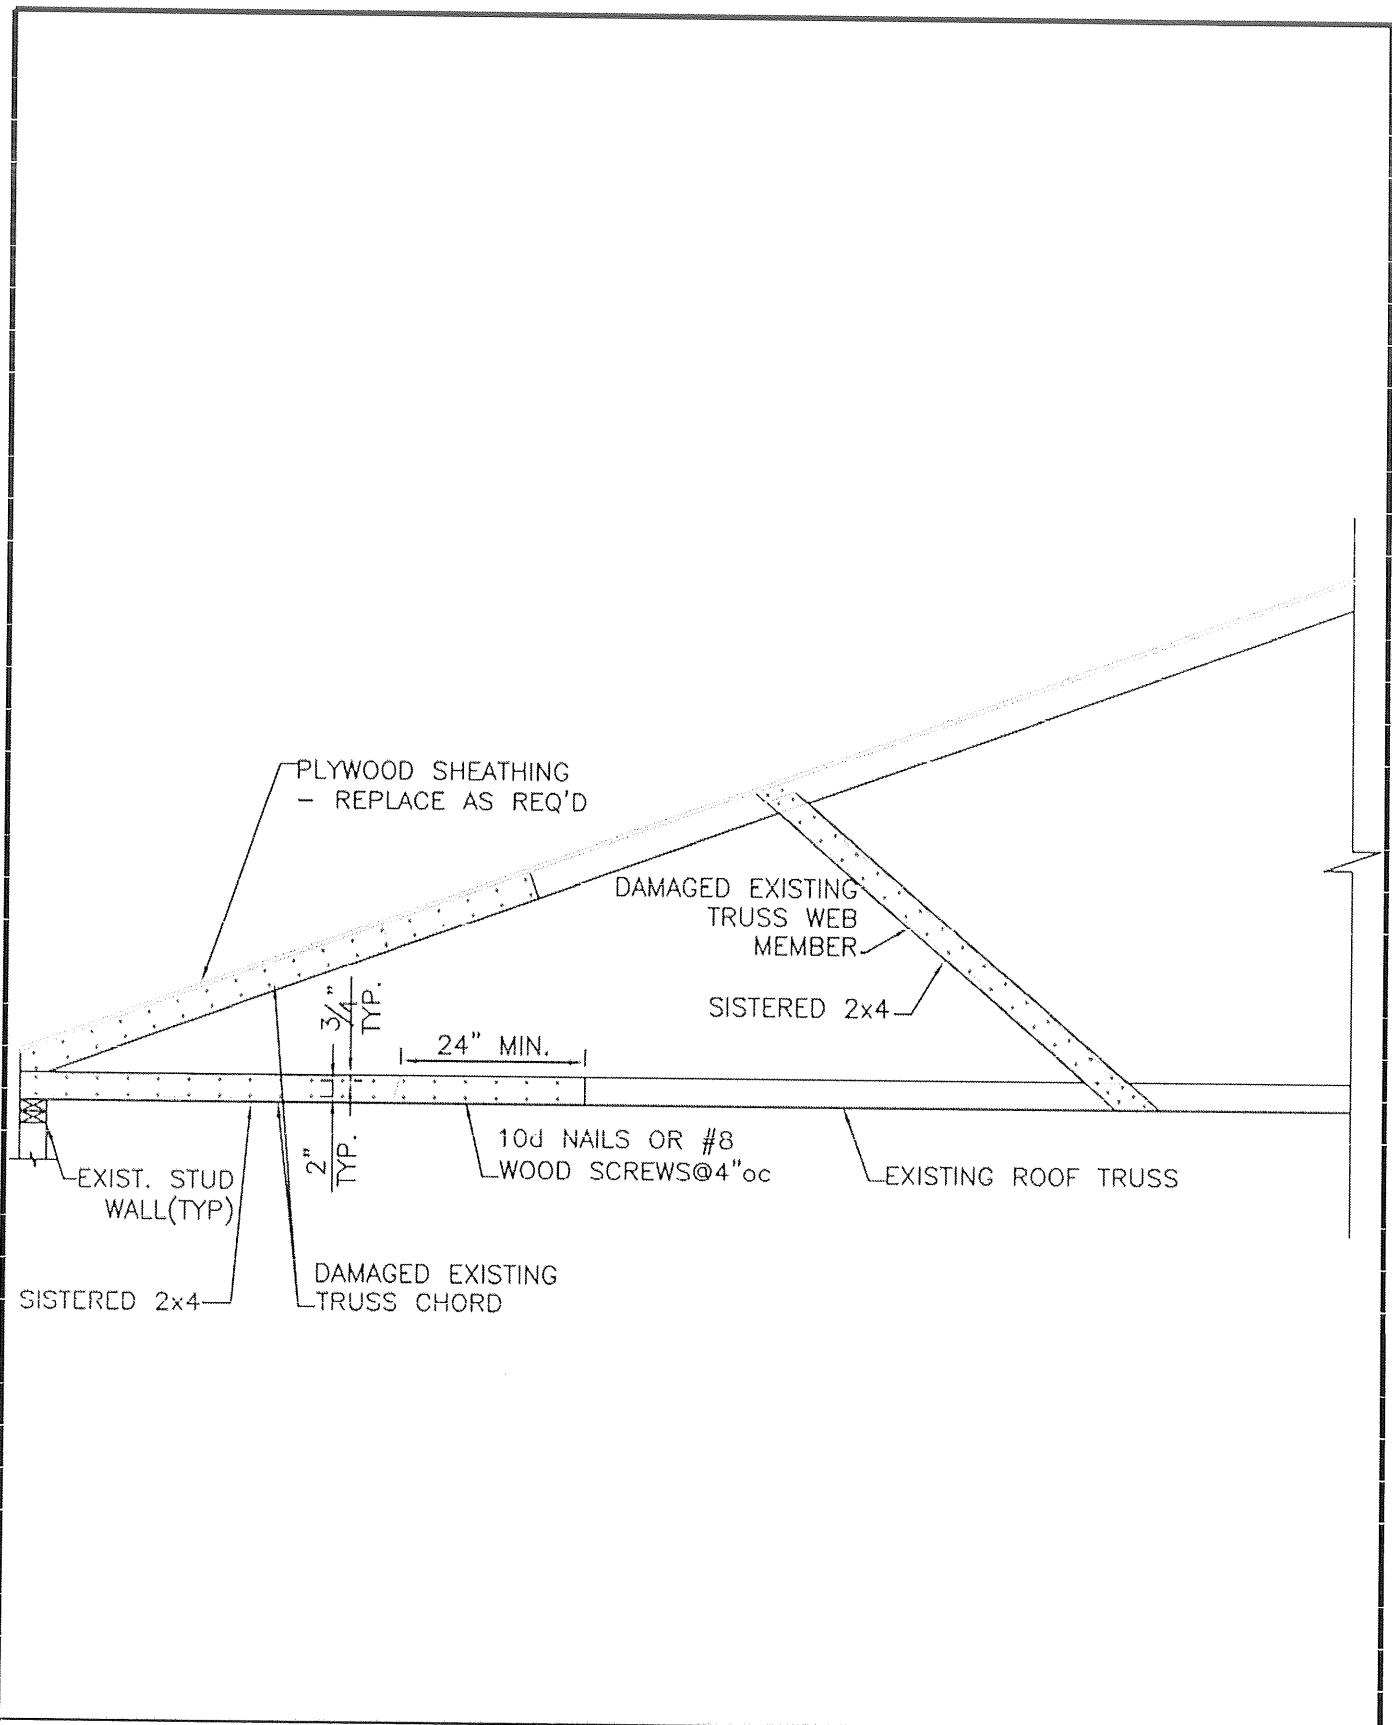 PLYWOOD SHEATHING
- REPLACE AS REQ'D
DAMAGED EXISTING
TRUSS WEB
MEMBER
SISTERED 2x4
3/4"
TYP.
24" MIN.
2"
TYP.
10d NAILS OR #8
WOOD SCREWS@4"oc
EXIST. STUD
WALL(TYP)
EXISTING ROOF TRUSS
DAMAGED EXISTING
TRUSS CHORD
SISTERED 2x4